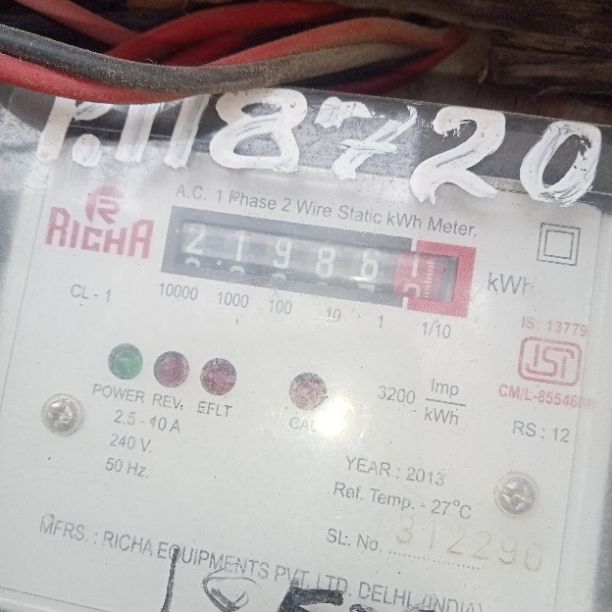 P.118720
RICHA
A.C. 1 Phase 2 Wire Static kWh Meter.
2 1 9 8 6 1
kWh
CL - 1
10000 1000 100 10 1 1/10
IS: 13779
ISI
CM/L-85546
POWER REV. EFLT
CAL
3200 Imp/kWh
RS : 12
2.5 - 10 A
240 V.
50 Hz.
YEAR : 2013
Ref. Temp. - 27°C
SL. No. 312290
MFRS. : RICHA EQUIPMENTS PVT. LTD. DELHI (INDIA)